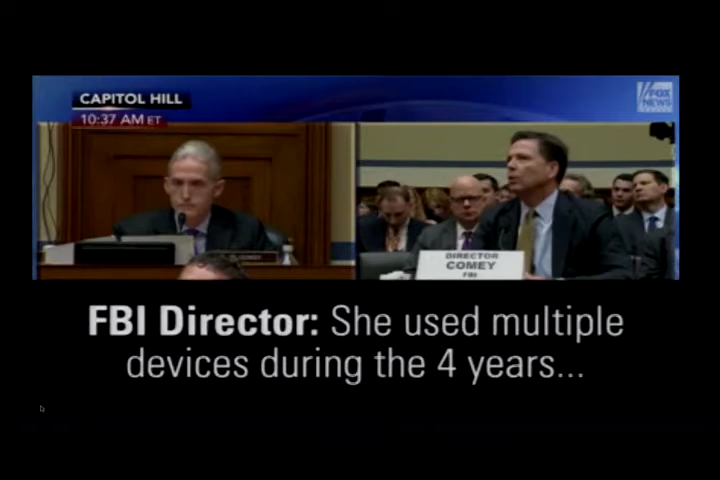 CAPITOL HILL
10:37 AM ET
FOX
NEWS
DIRECTOR
COMEY
FBI
FBI Director: She used multiple
devices during the 4 years...